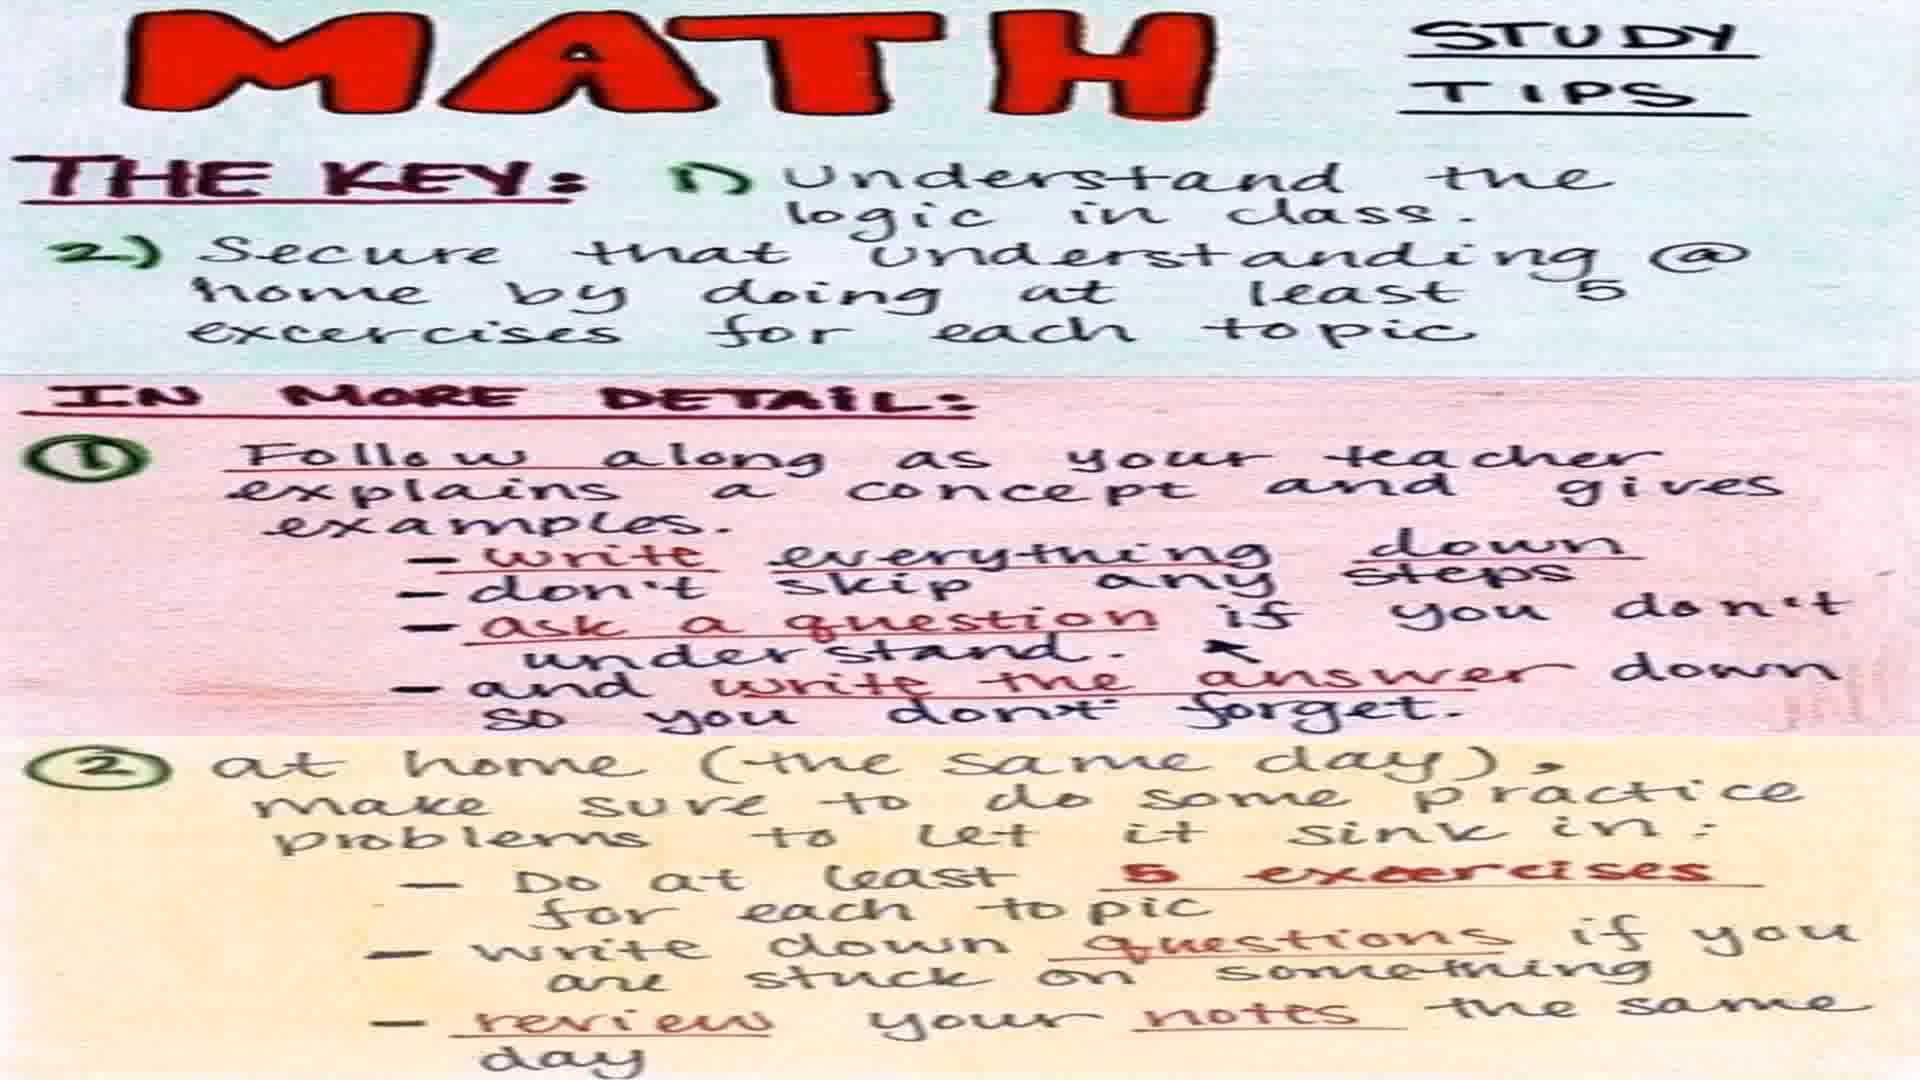 MATH
STUDY
TIPS
THE KEY: 1) Understand the
logic in class.
2) Secure that understanding @
home by doing at least 5
excercises for each topic
IN MORE DETAIL:
1 Follow along as your teacher
explains a concept and gives
examples.
- write everything down
- don't skip any steps
- ask a question if you don't
understand.
- and write the answer down
so you don't forget.
2 at home (the same day),
make sure to do some practice
problems to let it sink in:
- Do at least 5 excercises
for each topic
- write down questions if you
are stuck on something
- review your notes the same
day